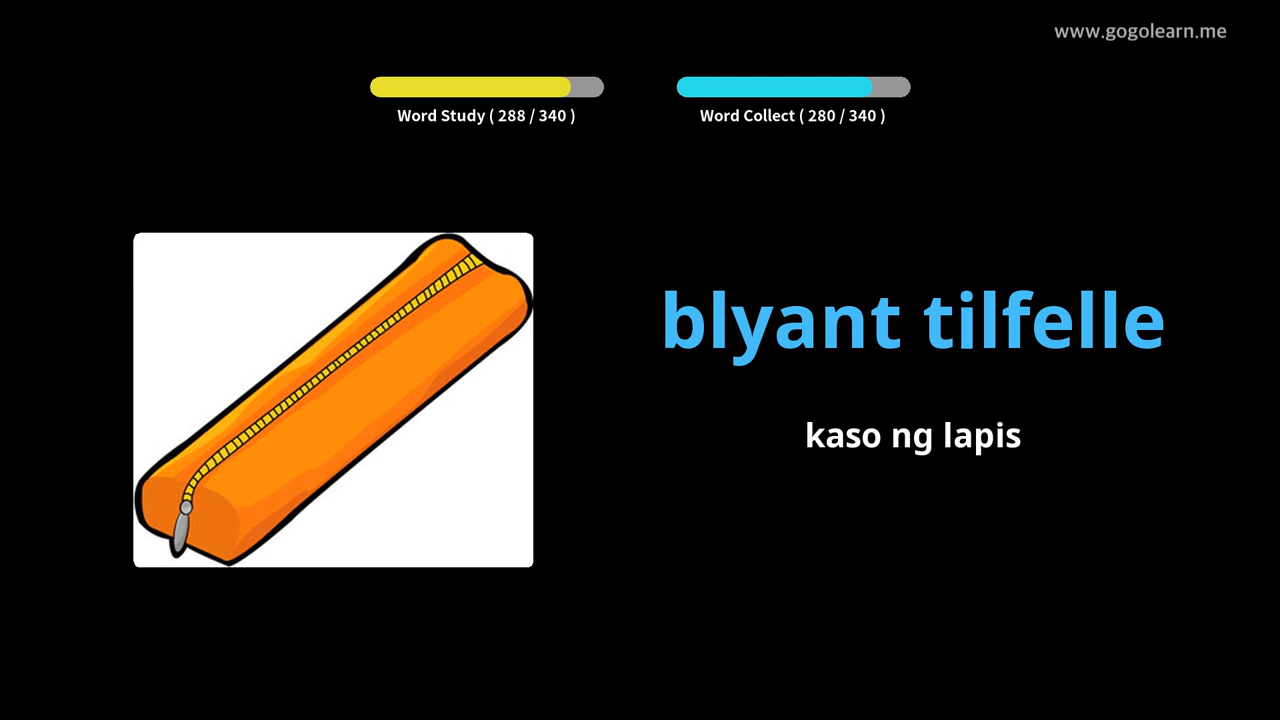 www.gogolearn.me
Word Study ( 288 / 340 )
Word Collect ( 280 / 340 )
blyant tilfelle
kaso ng lapis